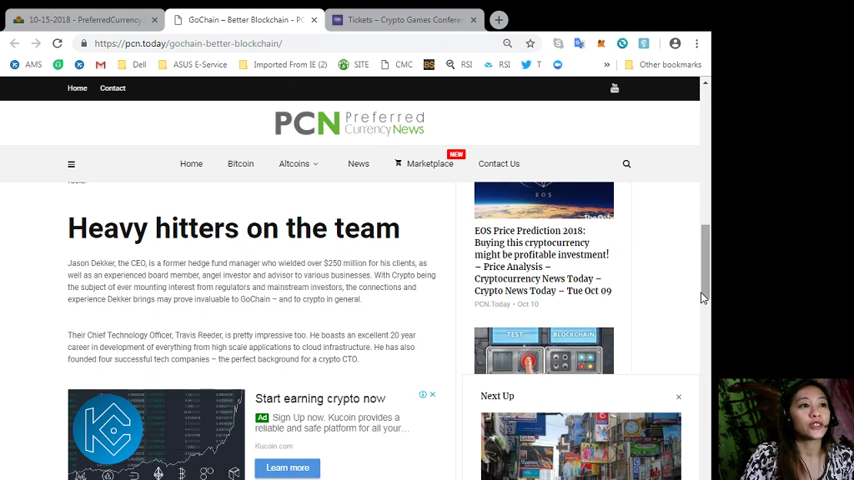 10-15-2018 - PreferredCurrency
GoChain – Better Blockchain - PC
Tickets – Crypto Games Confere
https://pcn.today/gochain-better-blockchain/
AMS
Dell
ASUS E-Service
Imported From IE (2)
SITE
CMC
RSI
RSI
T
»
Other bookmarks
Home
Contact
PCN Preferred
Currency News
NEW
Home
Bitcoin
Altcoins
News
Marketplace
Contact Us
Heavy hitters on the team
Jason Dekker, the CEO, is a former hedge fund manager who wielded over $250 million for his clients, as
well as an experienced board member, angel investor and advisor to various businesses. With Crypto being
the subject of ever mounting interest from regulators and mainstream investors, the connections and
experience Dekker brings may prove invaluable to GoChain – and to crypto in general.
Their Chief Technology Officer, Travis Reeder, is pretty impressive too. He boasts an excellent 20 year
career in development of everything from high scale applications to cloud infrastructure. He has also
founded four successful tech companies – the perfect background for a crypto CTO.
Start earning crypto now
Ad Sign Up now. Kucoin provides a
reliable and safe platform for all you...
Kucoin.com
Learn more
EOS
EOS Price Prediction 2018:
Buying this cryptocurrency
might be profitable investment!
– Price Analysis –
Cryptocurrency News Today –
Crypto News Today – Tue Oct 09
PCN.Today • Oct 10
TEST
BLOCKCHAIN
Next Up
×